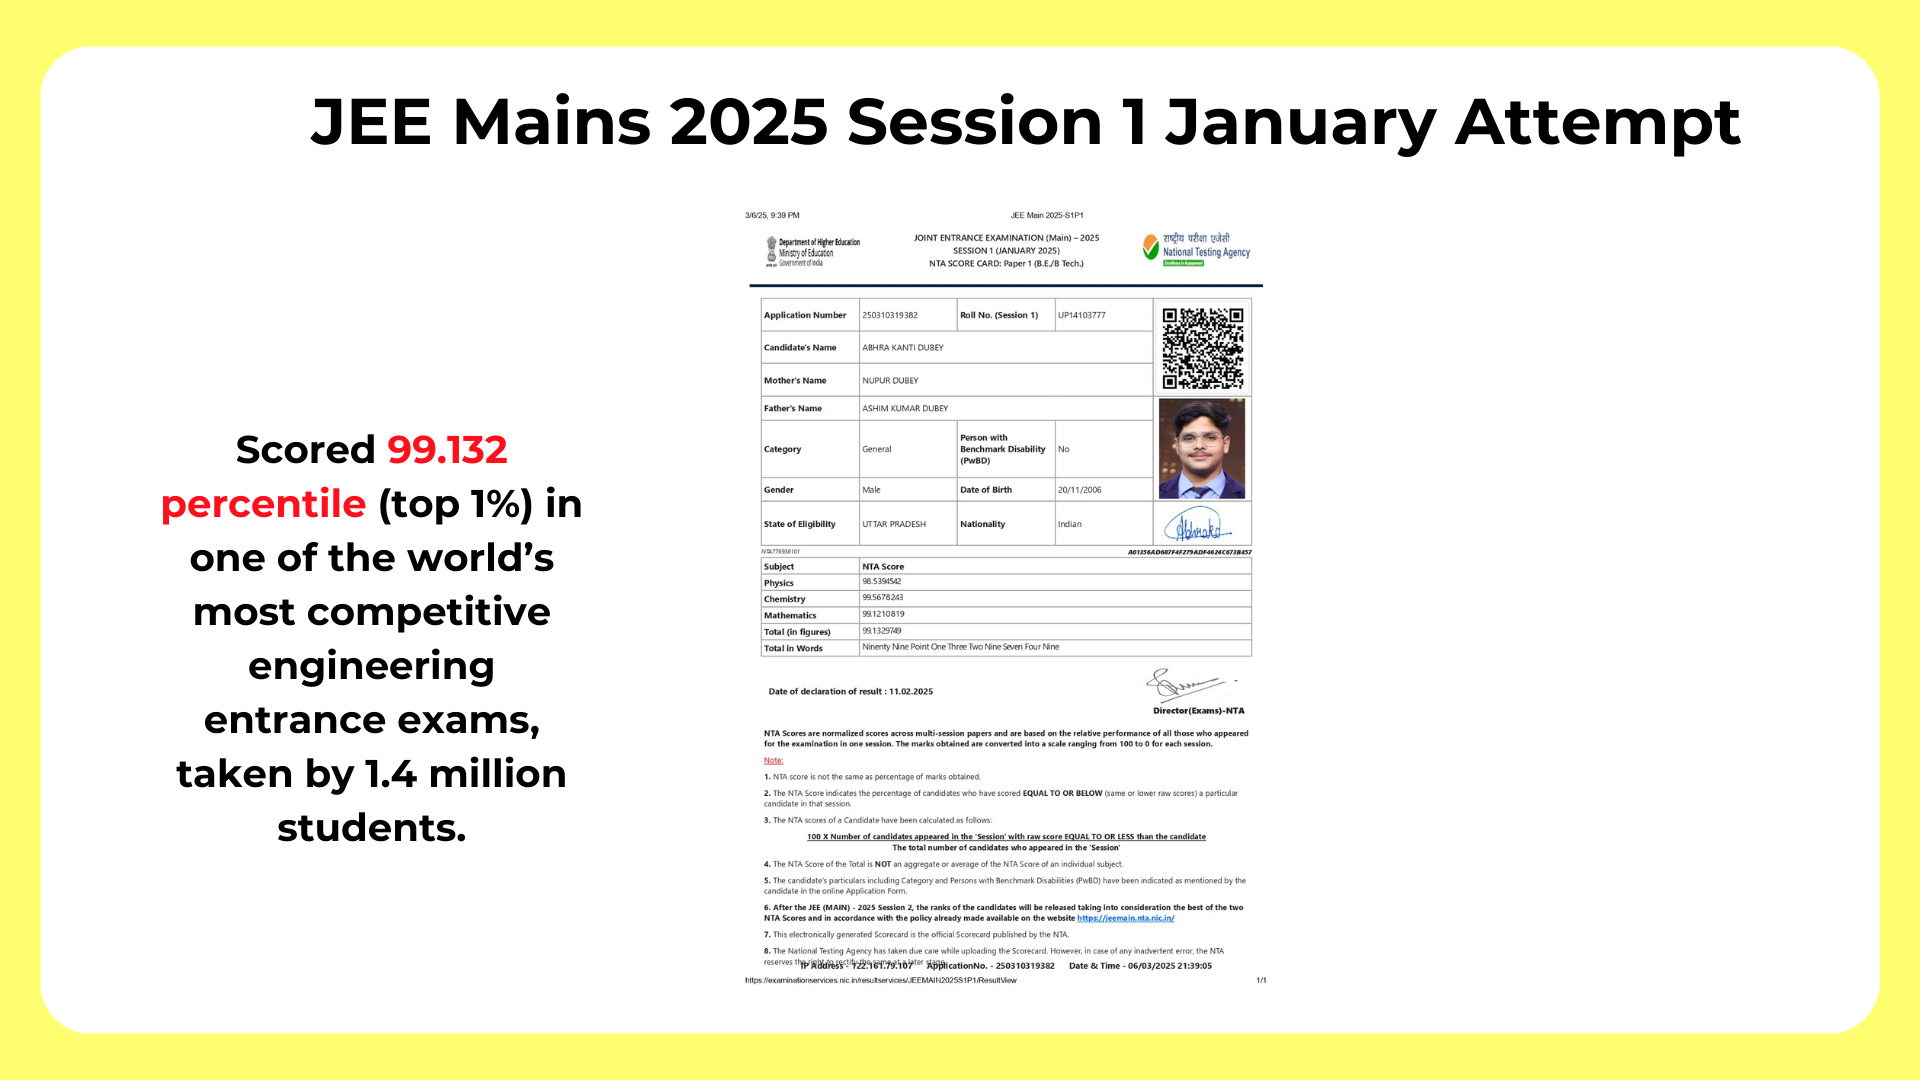 JEE Mains 2025 Session 1 January Attempt
Scored 99.132
percentile (top 1%) in
one of the world’s
most competitive
engineering
entrance exams,
taken by 1.4 million
students.
3/6/25, 9:39 PM JEE Main 2025-S1P1
Department of Higher Education
Ministry of Education
Government of India
JOINT ENTRANCE EXAMINATION (Main) – 2025
SESSION 1 (JANUARY 2025)
NTA SCORE CARD: Paper 1 (B.E./B Tech.)
राष्ट्रीय परीक्षा एजेंसी
National Testing Agency
Excellence in Assessment
Application Number 250310319382 Roll No. (Session 1) UP14103777
Candidate's Name ABHRA KANTI DUBEY
Mother's Name NUPUR DUBEY
Father's Name ASHIM KUMAR DUBEY
Category General Person with Benchmark Disability (PwBD) No
Gender Male Date of Birth 20/11/2006
State of Eligibility UTTAR PRADESH Nationality Indian
NTA776938101 A01356AD687F4F279ADF4624C673B457
Subject NTA Score
Physics 98.5394542
Chemistry 99.5678243
Mathematics 99.1210819
Total (in figures) 99.1329749
Total in Words Ninenty Nine Point One Three Two Nine Seven Four Nine
Date of declaration of result : 11.02.2025
Director(Exams)-NTA
NTA Scores are normalized scores across multi-session papers and are based on the relative performance of all those who appeared
for the examination in one session. The marks obtained are converted into a scale ranging from 100 to 0 for each session.
Note:
1. NTA score is not the same as percentage of marks obtained.
2. The NTA Score indicates the percentage of candidates who have scored EQUAL TO OR BELOW (same or lower raw scores) a particular
candidate in that session.
3. The NTA scores of a Candidate have been calculated as follows:
100 X Number of candidates appeared in the 'Session' with raw score EQUAL TO OR LESS than the candidate
The total number of candidates who appeared in the 'Session'
4. The NTA Score of the Total is NOT an aggregate or average of the NTA Score of an individual subject.
5. The candidate's particulars including Category and Persons with Benchmark Disabilities (PwBD) have been indicated as mentioned by the
candidate in the online Application Form.
6. After the JEE (MAIN) - 2025 Session 2, the ranks of the candidates will be released taking into consideration the best of the two
NTA Scores and in accordance with the policy already made available on the website https://jeemain.nta.nic.in/
7. This electronically generated Scorecard is the official Scorecard published by the NTA.
8. The National Testing Agency has taken due care while uploading the Scorecard. However, in case of any inadvertent error, the NTA
reserves the right to rectify the same at a later stage.
IP Address - 122.161.79.107 ApplicationNo. - 250310319382 Date & Time - 06/03/2025 21:39:05
https://examinationservices.nic.in/resultservices/JEEMAIN2025S1P1/ResultView 1/1